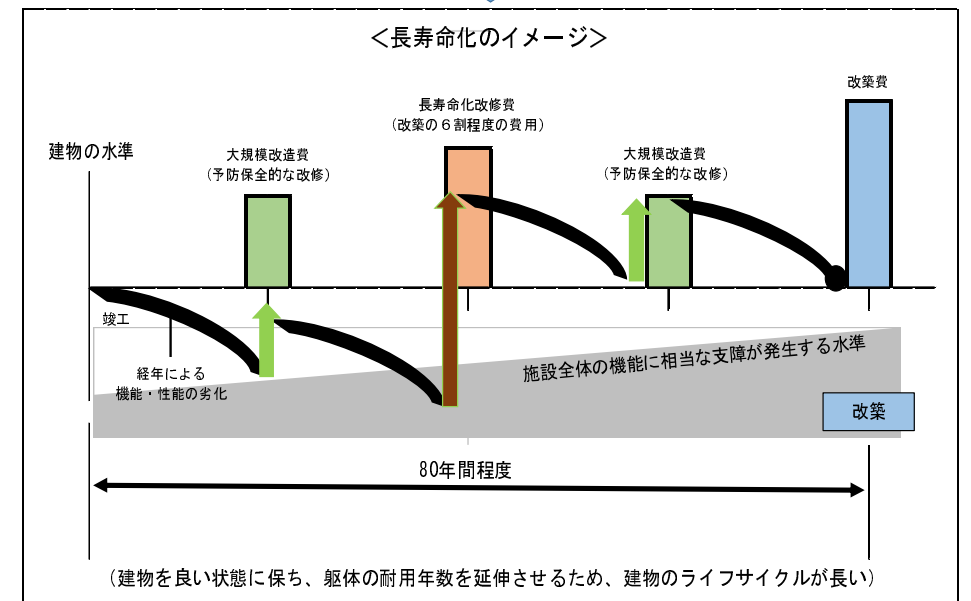 ＜長寿命化のイメージ＞
改築費
長寿命化改修費
（改築の６割程度の費用）
建物の水準
大規模改造費
（予防保全的な改修）
大規模改造費
（予防保全的な改修）
竣工
経年による
機能・性能の劣化
施設全体の機能に相当な支障が発生する水準
改築
80年間程度
（建物を良い状態に保ち、躯体の耐用年数を延伸させるため、建物のライフサイクルが長い）